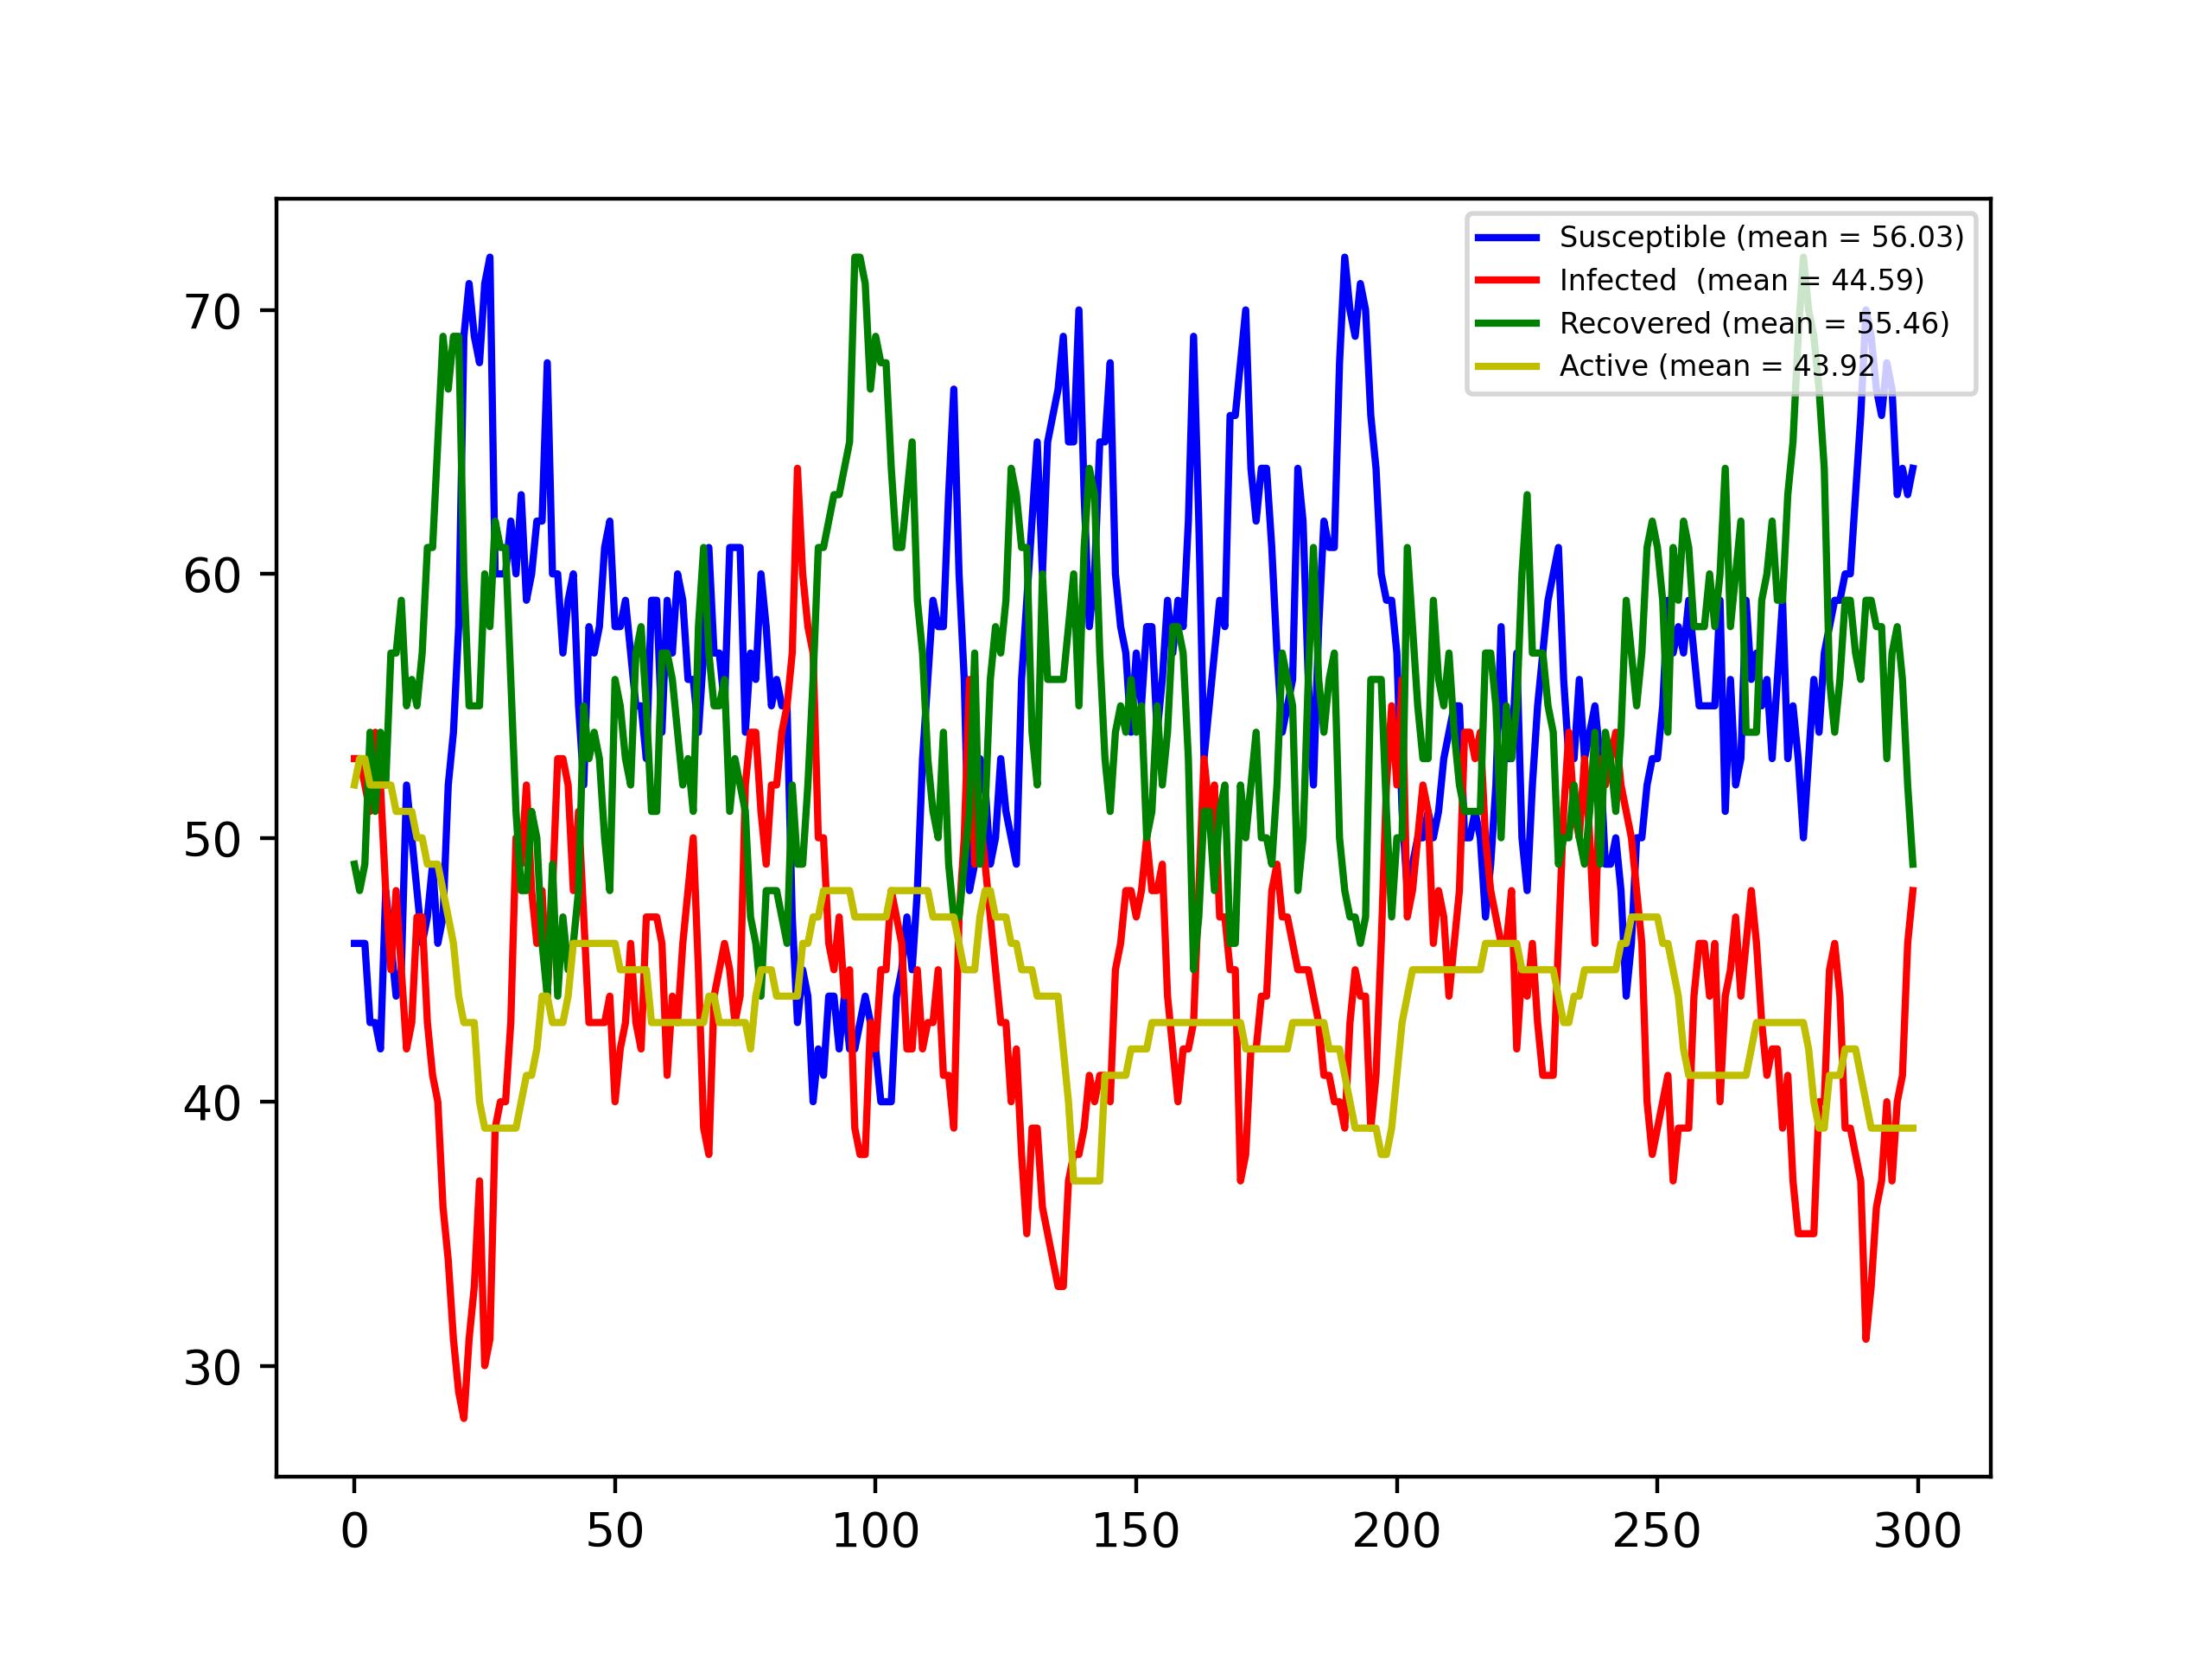 Susceptible (mean = 56.03)
Infected  (mean = 44.59)
Recovered (mean = 55.46)
Active (mean = 43.92
70
60
50
40
30
0 50 100 150 200 250 300